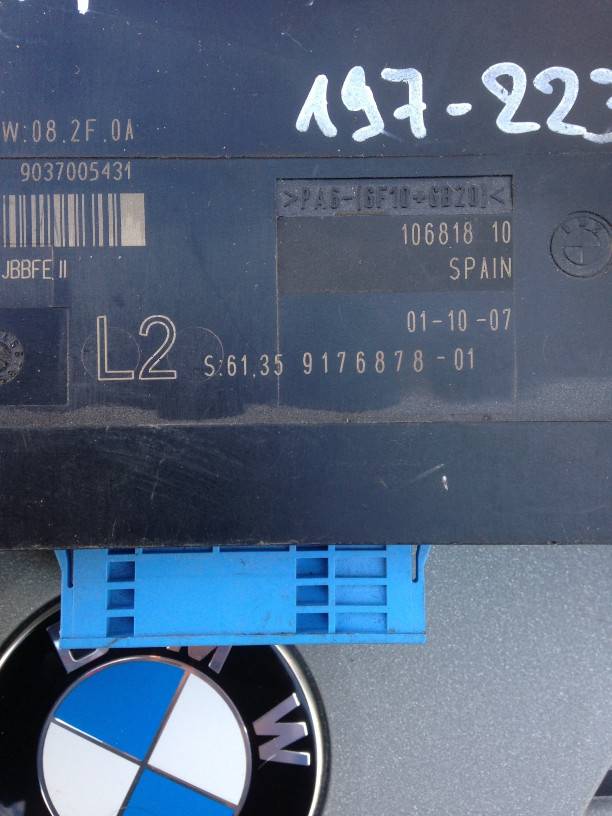 197-223
W:08.2F.0A
9037005431
>PA6-(GF10+GB20)<
106818 10
JBBFE II
SPAIN
01-10-07
L2
S:61.35 9176878-01
BMW